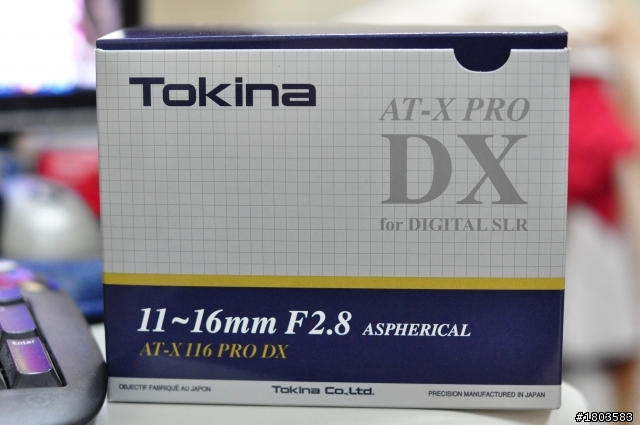 Tokina
AT-X PRO
DX
for DIGITAL SLR
11~16mm F2.8 ASPHERICAL
AT-X 116 PRO DX
OBJECTIF FABRIQUÉ AU JAPON
Tokina Co.,Ltd.
PRECISION MANUFACTURED IN JAPAN
Enter
#1803583